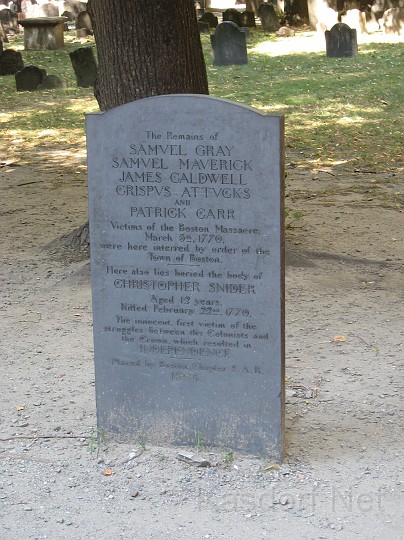 The Remains of
SAMVEL GRAY
SAMVEL MAVERICK
JAMES CALDWELL
CRISPVS ATTVCKS
AND
PATRICK CARR
Victims of the Boston Massacre,
March 5th, 1770,
were here interred by order of the
Town of Boston.
Here also lies buried the body of
CHRISTOPHER SNIDER
Aged 12 years,
Killed February 22nd, 1770.
The innocent, first victim of the
struggles between the Colonists and
the Crown, which resulted in
INDEPENDENCE
Placed by Boston Chapter S.A.R.
1906
Kasdorf.Net